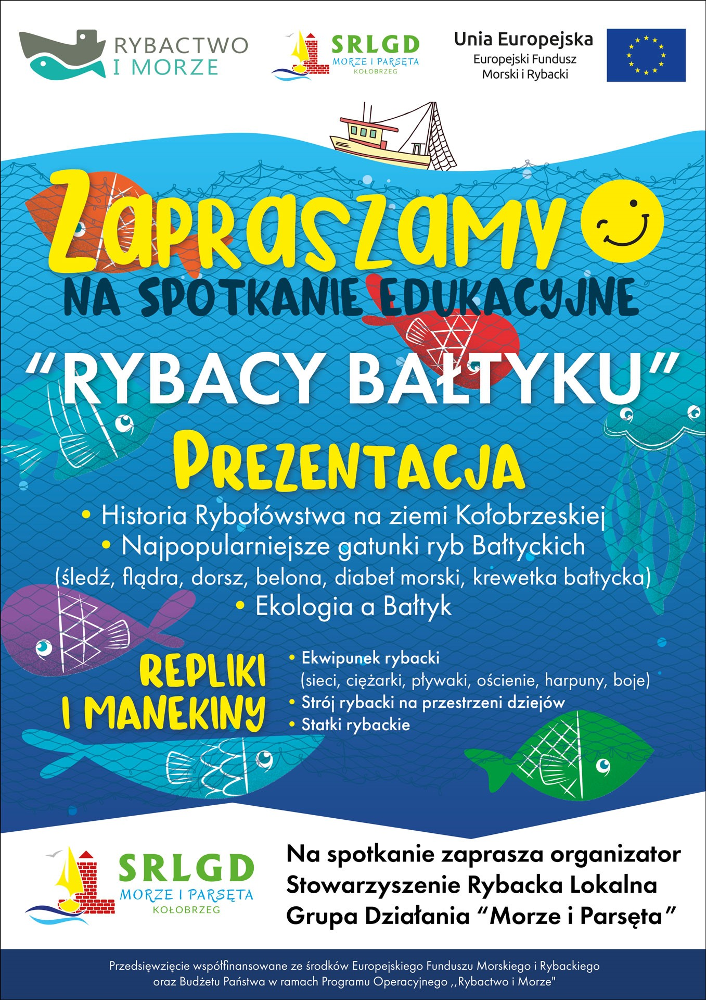 RYBACTWO
I MORZE
SRLGD
MORZE I PARSĘTA
KOŁOBRZEG
Unia Europejska
Europejski Fundusz
Morski i Rybacki
ZAPRASZAMY
NA SPOTKANIE EDUKACYJNE
“RYBACY BAŁTYKU”
PREZENTACJA
• Historia Rybołówstwa na ziemi Kołobrzeskiej
• Najpopularniejsze gatunki ryb Bałtyckich
(śledź, flądra, dorsz, belona, diabeł morski, krewetka bałtycka)
• Ekologia a Bałtyk
REPLIKI
I MANEKINY
• Ekwipunek rybacki
(sieci, ciężarki, pływaki, ościenie, harpuny, boje)
• Strój rybacki na przestrzeni dziejów
• Statki rybackie
SRLGD
MORZE I PARSĘTA
KOŁOBRZEG
Na spotkanie zaprasza organizator
Stowarzyszenie Rybacka Lokalna
Grupa Działania “Morze i Parsęta”
Przedsięwzięcie współfinansowane ze środków Europejskiego Funduszu Morskiego i Rybackiego
oraz Budżetu Państwa w ramach Programu Operacyjnego ,,Rybactwo i Morze"